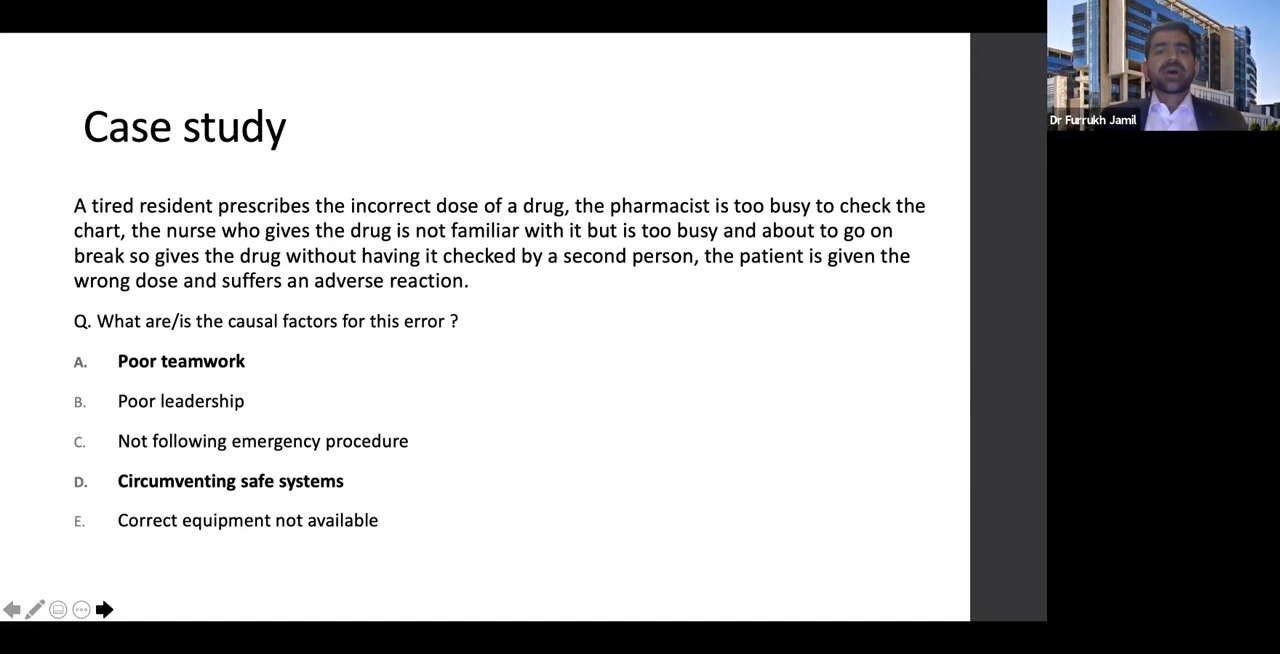 Case study
A tired resident prescribes the incorrect dose of a drug, the pharmacist is too busy to check the
chart, the nurse who gives the drug is not familiar with it but is too busy and about to go on
break so gives the drug without having it checked by a second person, the patient is given the
wrong dose and suffers an adverse reaction.
Q. What are/is the causal factors for this error ?
A. Poor teamwork
B. Poor leadership
C. Not following emergency procedure
D. Circumventing safe systems
E. Correct equipment not available
Dr Furrukh Jamil